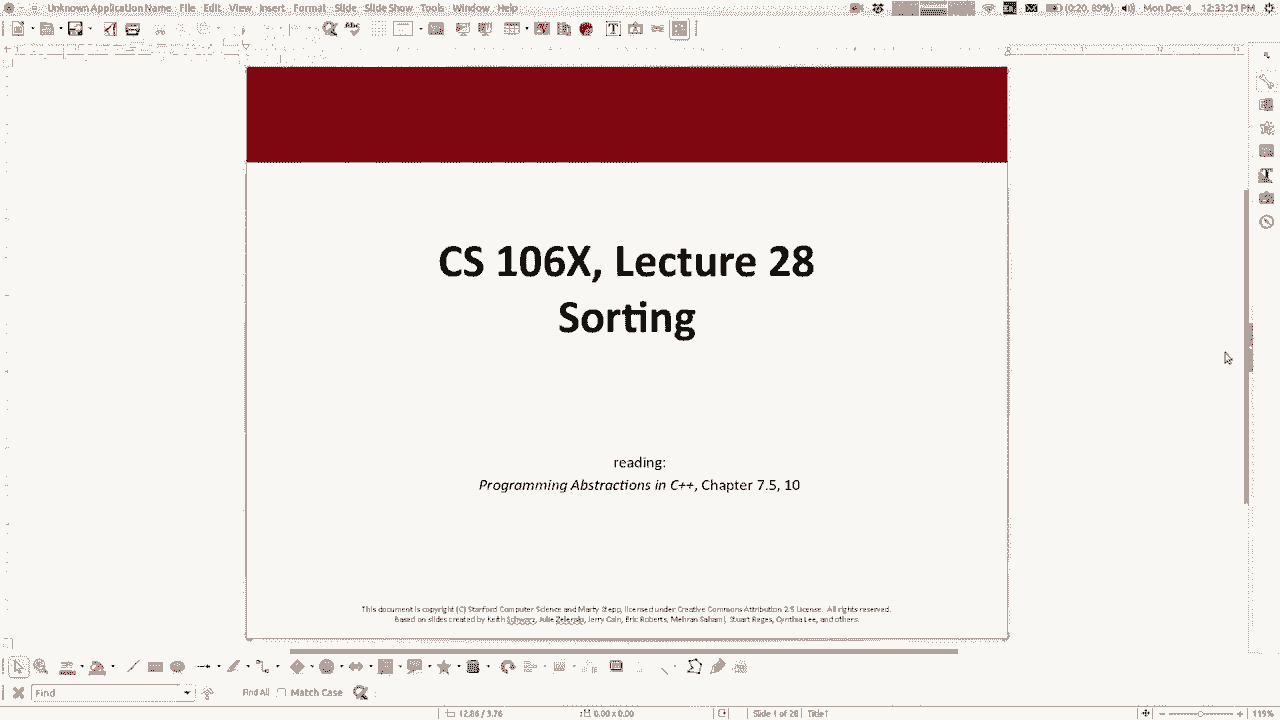 Unknown Application Name File Edit View Insert Format Slide Slide Show Tools Window Help
(0:20, 89%) Mon Dec 4 12:33:21 PM
CS 106X, Lecture 28
Sorting
reading:
Programming Abstractions in C++, Chapter 7.5, 10
This document is copyright (C) Stanford Computer Science and Marty Stepp, licensed under Creative Commons Attribution 2.5 License. All rights reserved.
Based on slides created by Keith Schwarz, Julie Zelenski, Jerry Cain, Eric Roberts, Mehran Sahami, Stuart Reges, Cynthia Lee, and others.
Find Find All Match Case
12.86 / 3.76 0.00 x 0.00 Slide 1 of 28 Title1 119%